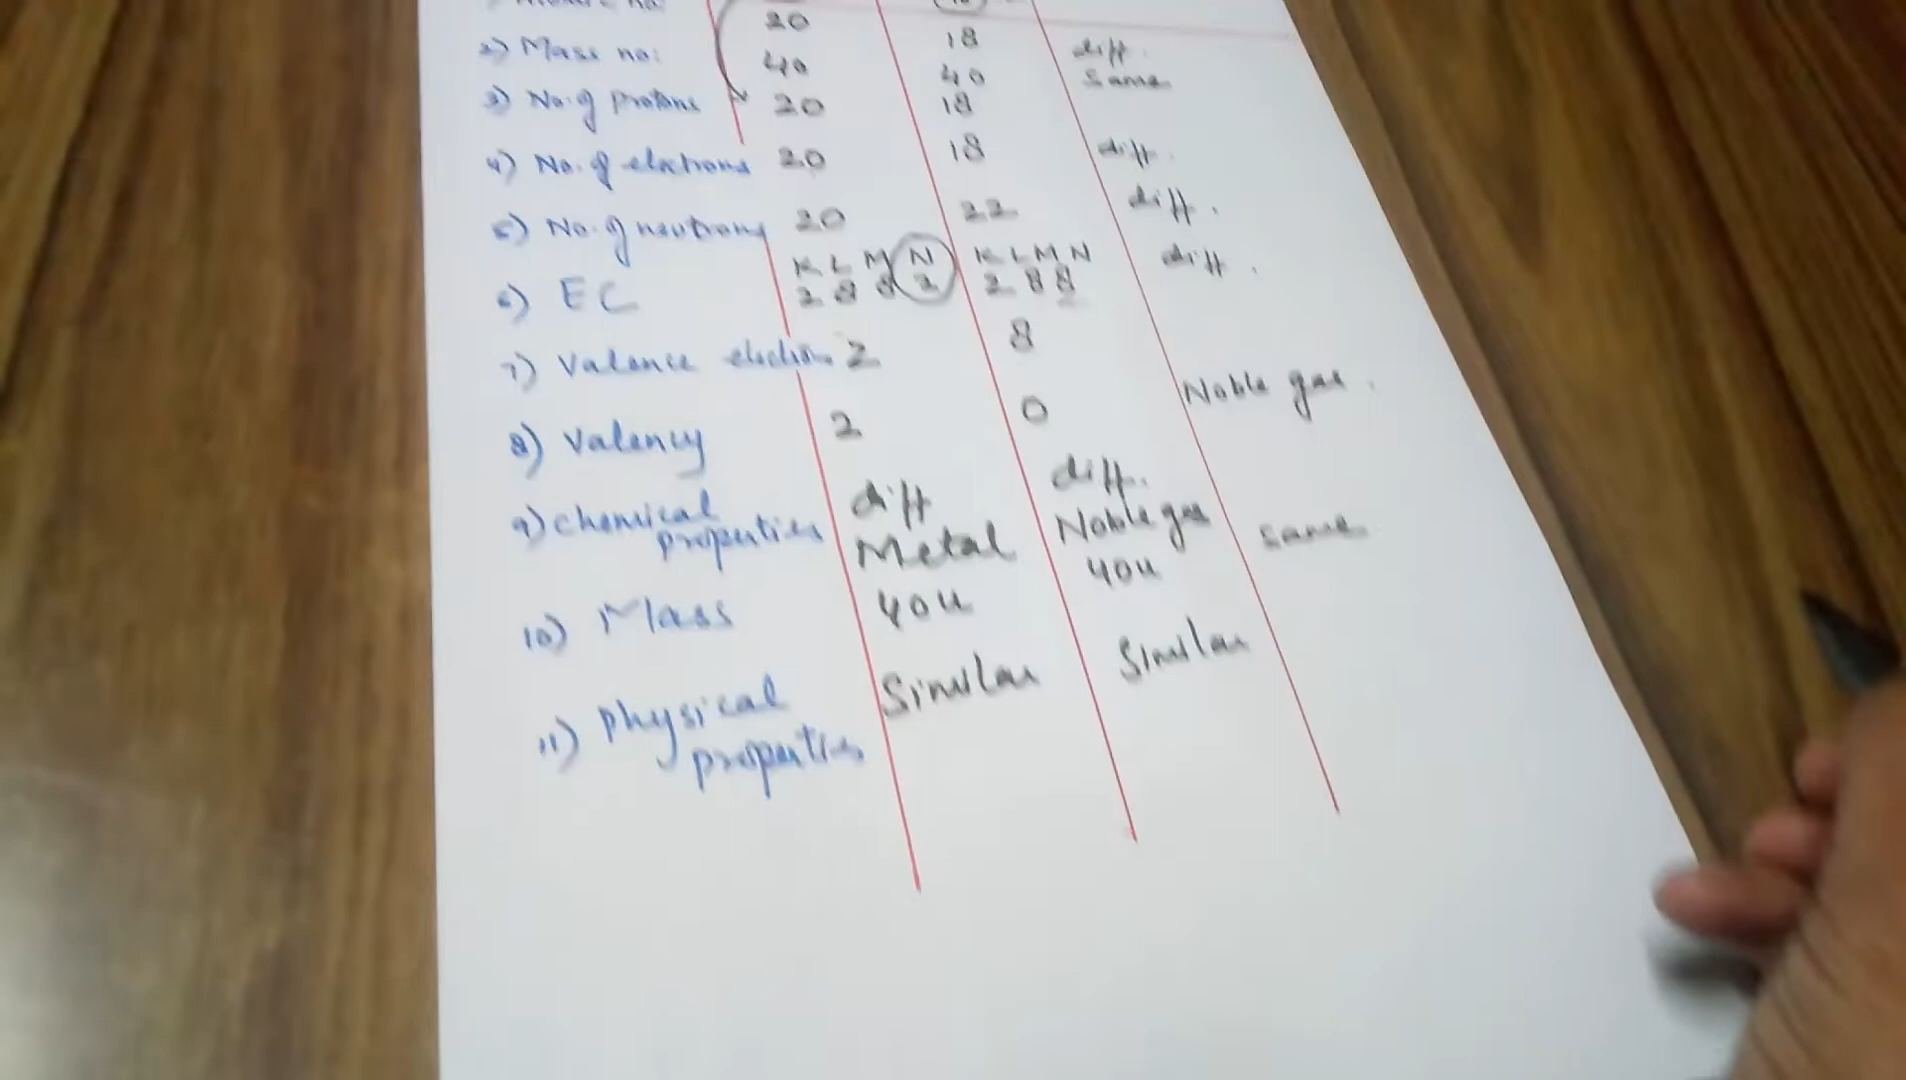 20 18
2) Mass no: 40 40 diff.
same
3) No. of protons 20 18
4) No. of electrons 20 18 diff.
5) No. of neutrons 20 22 diff.
K L M N K L M N diff.
6) EC 2 8 8 2 2 8 8
7) Valence electron 2 8
8) Valency 2 0 Noble gas.
9) chemical properties diff diff.
Metal Noble gas same
10) Mass 40u 40u
11) Physical properties Similar Similar